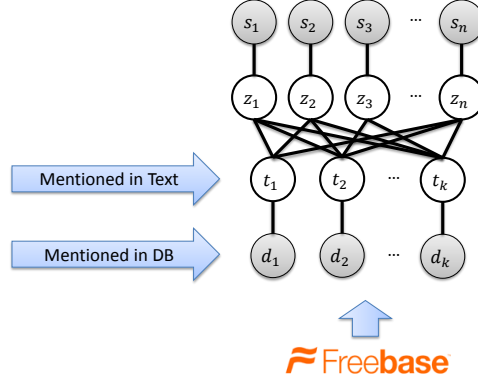 s₁ s₂ s₃ ... sₙ
z₁ z₂ z₃ ... zₙ
Mentioned in Text t₁ t₂ ... tₖ
Mentioned in DB d₁ d₂ ... dₖ
Freebase